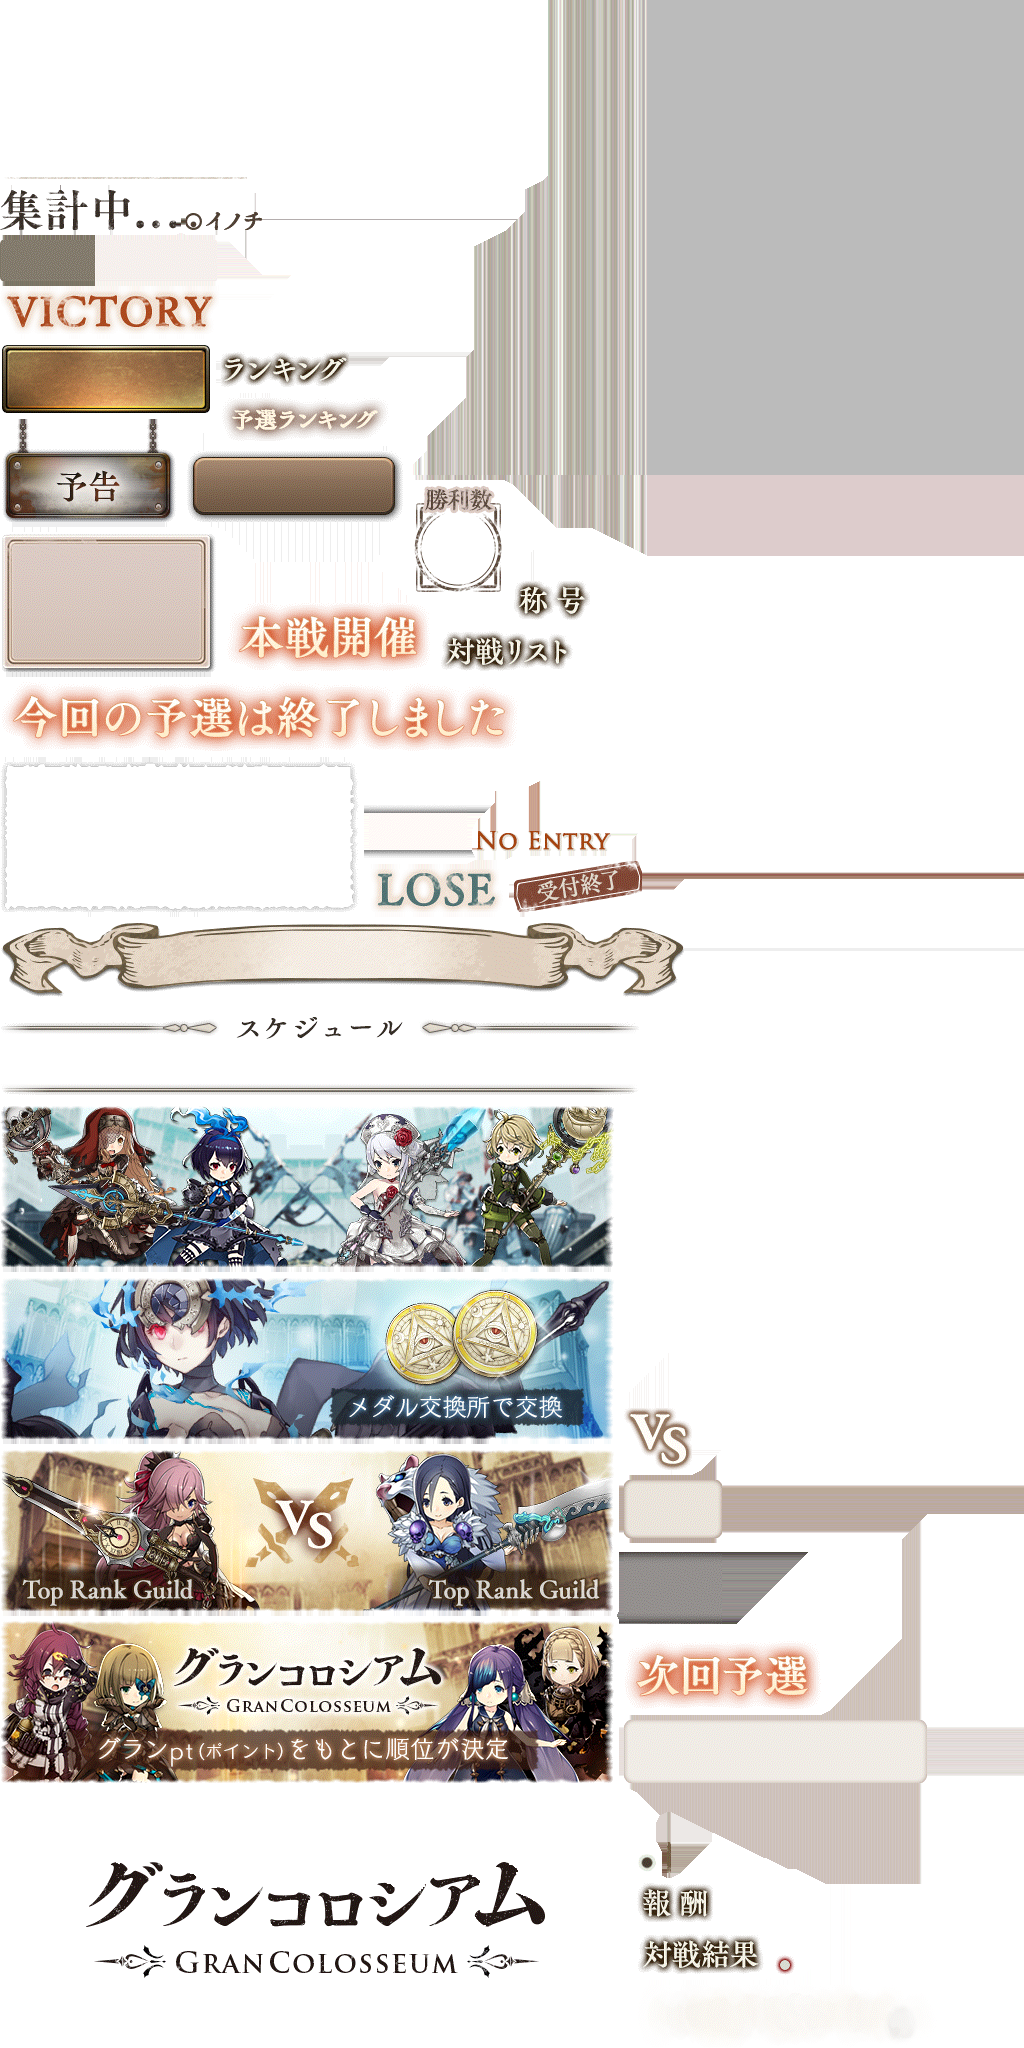 集計中...
イノチ
VICTORY
ランキング
予選ランキング
予告
勝利数
称号
本戦開催
対戦リスト
今回の予選は終了しました
NO ENTRY
LOSE
受付終了
スケジュール
メダル交換所で交換
VS
VS
Top Rank Guild
Top Rank Guild
次回予選
グランコロシアム
GRANCOLOSSEUM
グランpt(ポイント)をもとに順位が決定
グランコロシアム
GRANCOLOSSEUM
報酬
対戦結果